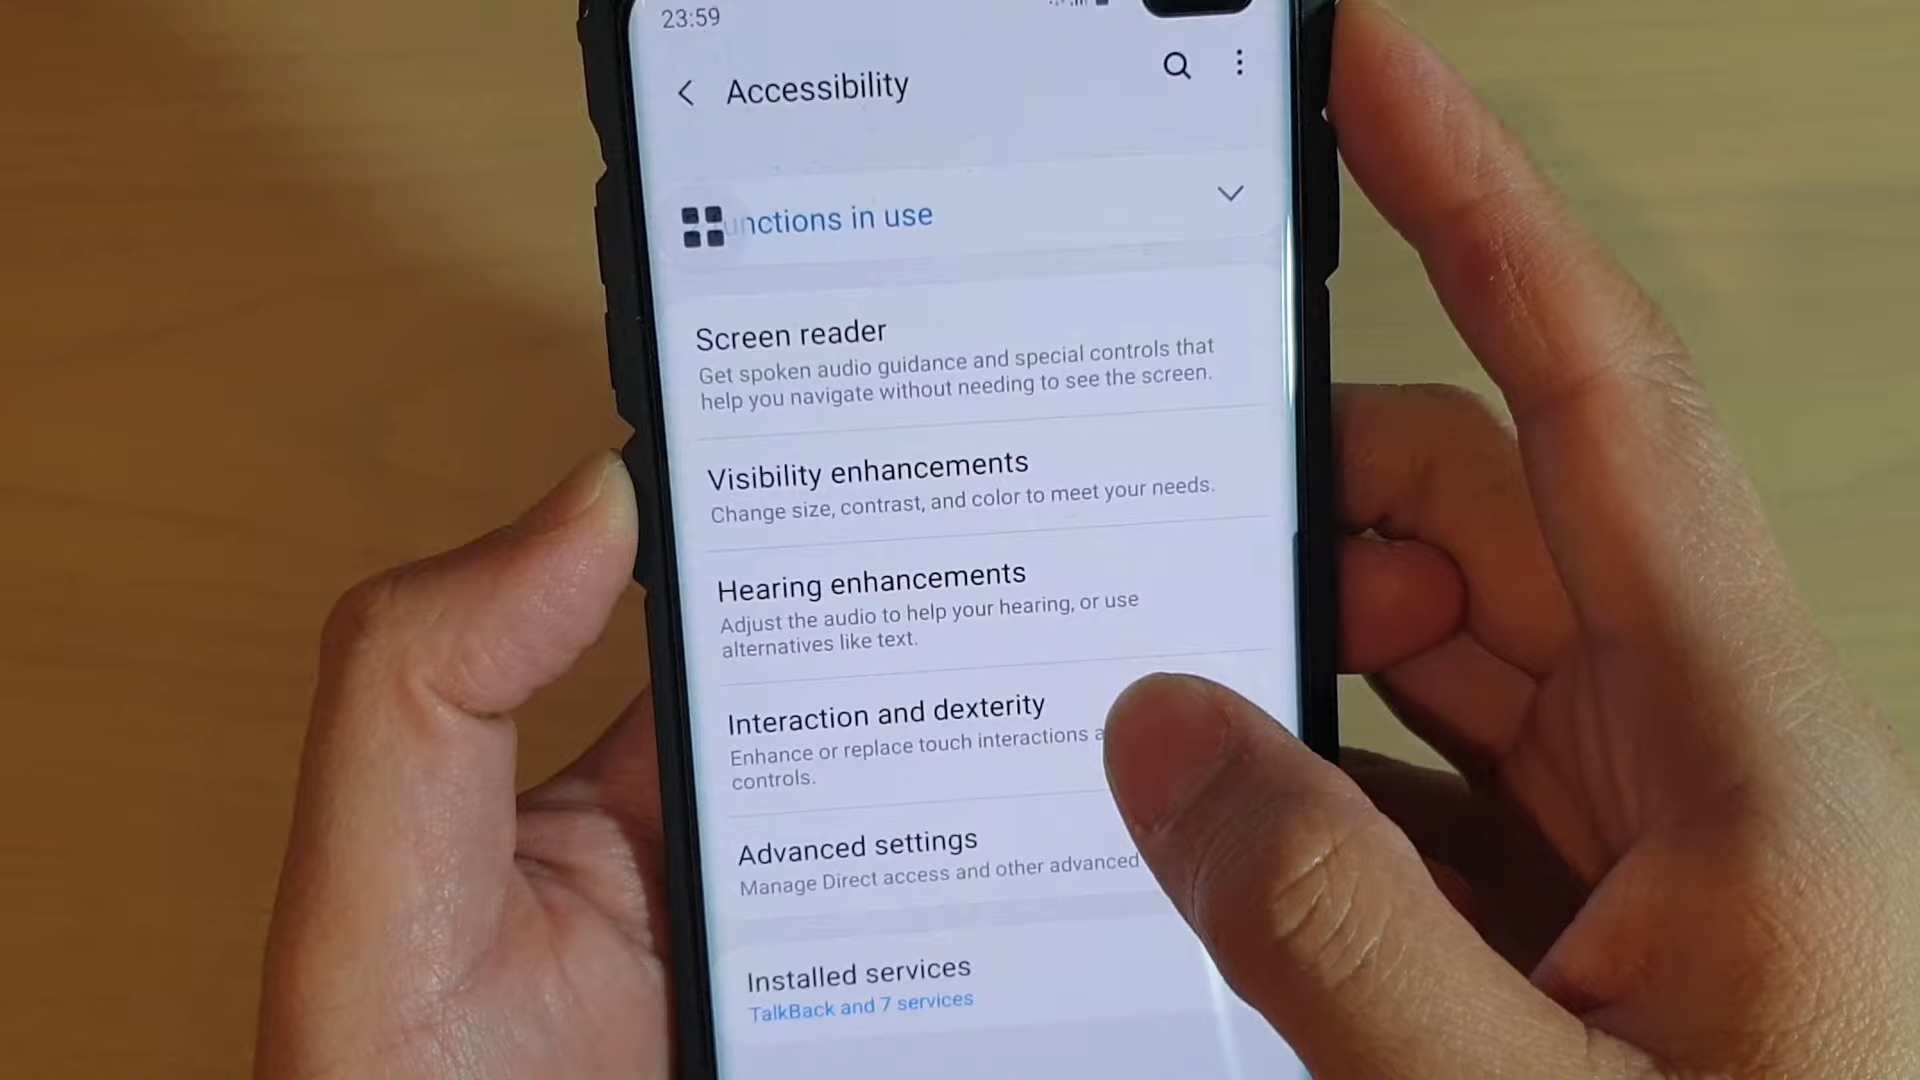 23:59
Accessibility
unctions in use
Screen reader
Get spoken audio guidance and special controls that
help you navigate without needing to see the screen.
Visibility enhancements
Change size, contrast, and color to meet your needs.
Hearing enhancements
Adjust the audio to help your hearing, or use
alternatives like text.
Interaction and dexterity
Enhance or replace touch interactions a
controls.
Advanced settings
Manage Direct access and other advanced
Installed services
TalkBack and 7 services